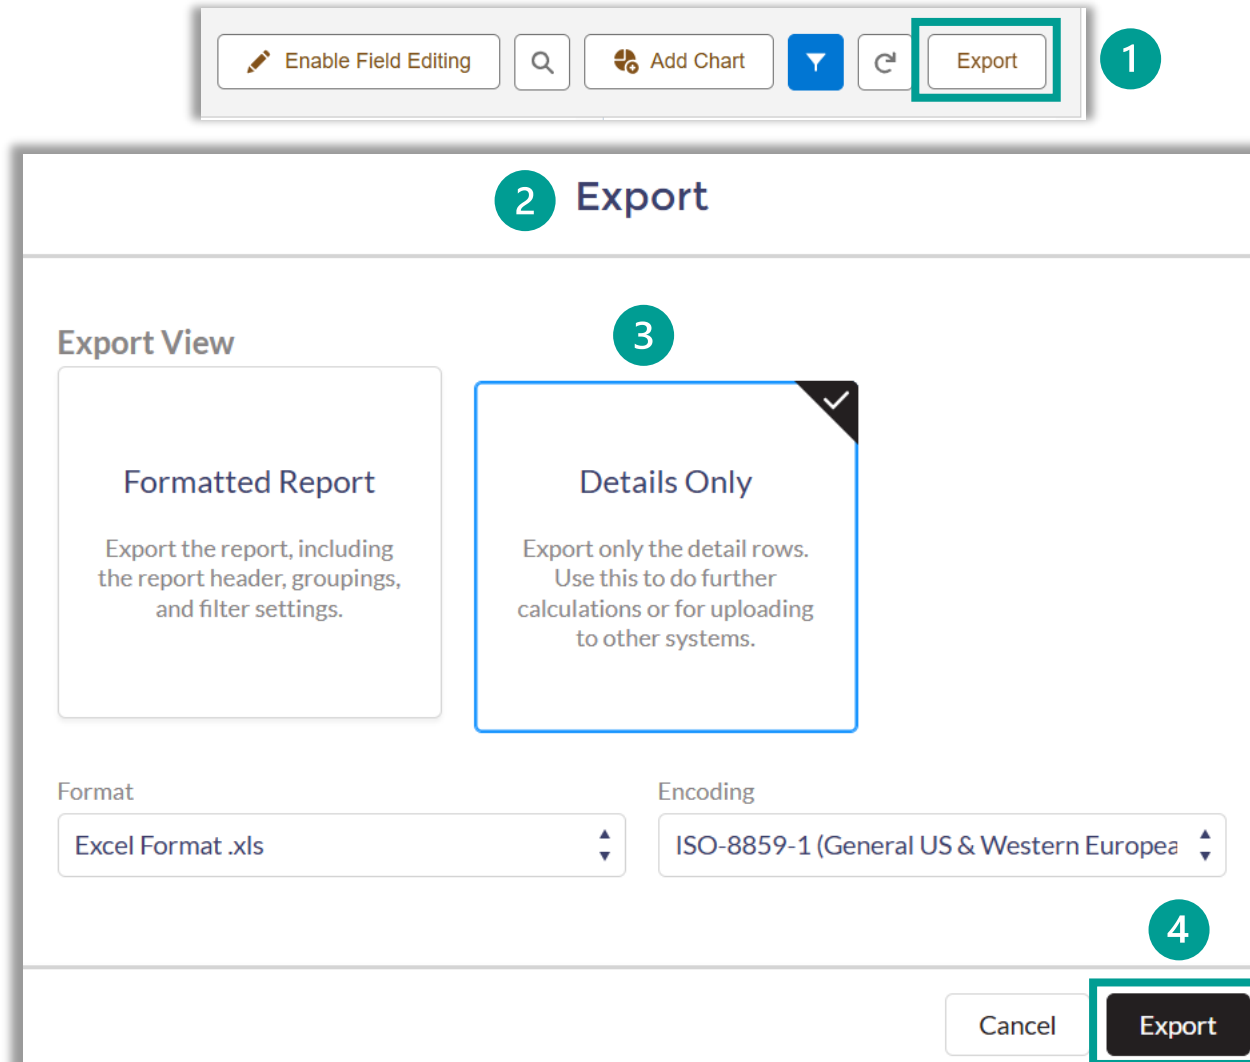 Enable Field Editing
Add Chart
Export
1
2
Export
Export View
3
Formatted Report
Export the report, including
the report header, groupings,
and filter settings.
Details Only
Export only the detail rows.
Use this to do further
calculations or for uploading
to other systems.
Format
Excel Format .xls
Encoding
ISO-8859-1 (General US & Western Europea
4
Cancel
Export